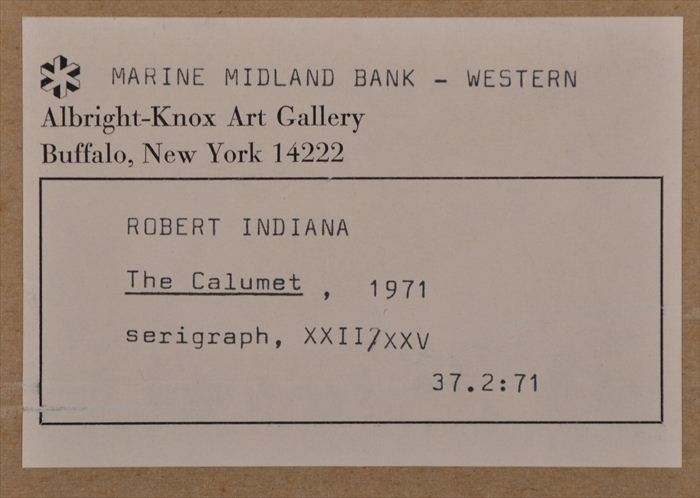 MARINE MIDLAND BANK - WESTERN
Albright-Knox Art Gallery
Buffalo, New York 14222
ROBERT INDIANA
The Calumet , 1971
serigraph, XXII/XXV
37.2:71